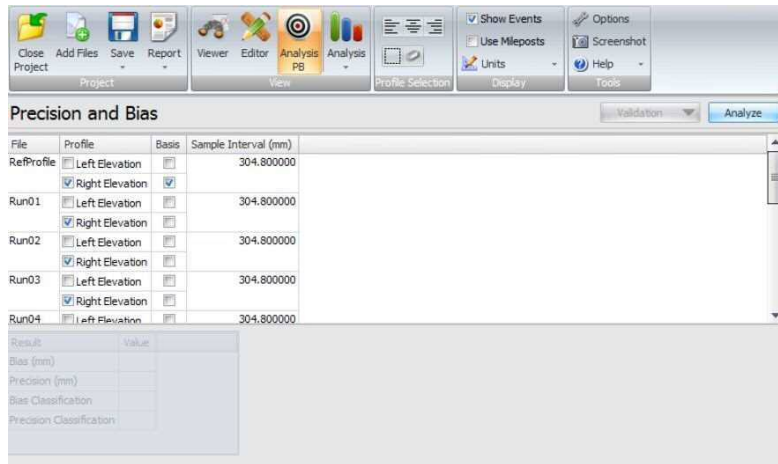 Close Project Add Files Save Report Viewer Editor Analysis PB Analysis
Show Events
Use Mileposts
Units
Options
Screenshot
Help
Project View Profile Selection Display Tools
Precision and Bias Validation Analyze
File Profile Basis Sample Interval (mm)
RefProfile Left Elevation 304.800000
Right Elevation
Run01 Left Elevation 304.800000
Right Elevation
Run02 Left Elevation 304.800000
Right Elevation
Run03 Left Elevation 304.800000
Right Elevation
Run04 Left Elevation 304.800000
Result Value
Bias (mm)
Precision (mm)
Bias Classification
Precision Classification